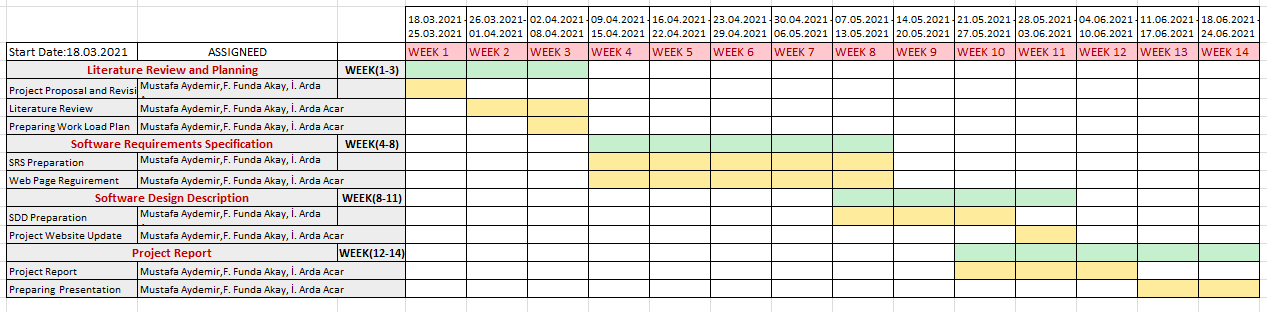 18.03.2021- 26.03.2021- 02.04.2021- 09.04.2021- 16.04.2021- 23.04.2021- 30.04.2021- 07.05.2021- 14.05.2021- 21.05.2021- 28.05.2021- 04.06.2021- 11.06.2021- 18.06.2021-
25.03.2021 01.04.2021 08.04.2021 15.04.2021 22.04.2021 29.04.2021 06.05.2021 13.05.2021 20.05.2021 27.05.2021 03.06.2021 10.06.2021 17.06.2021 24.06.2021
Start Date:18.03.2021 ASSIGNEED WEEK 1 WEEK 2 WEEK 3 WEEK 4 WEEK 5 WEEK 6 WEEK 7 WEEK 8 WEEK 9 WEEK 10 WEEK 11 WEEK 12 WEEK 13 WEEK 14
Literature Review and Planning WEEK(1-3)
Project Proposal and Revisi Mustafa Aydemir,F. Funda Akay, İ. Arda
Literature Review Mustafa Aydemir,F. Funda Akay, İ. Arda Acar
Preparing Work Load Plan Mustafa Aydemir,F. Funda Akay, İ. Arda Acar
Software Requirements Specification WEEK(4-8)
SRS Preparation Mustafa Aydemir,F. Funda Akay, İ. Arda
Web Page Reguirement Mustafa Aydemir,F. Funda Akay, İ. Arda Acar
Software Design Description WEEK(8-11)
SDD Preparation Mustafa Aydemir,F. Funda Akay, İ. Arda
Project Website Update Mustafa Aydemir,F. Funda Akay, İ. Arda Acar
Project Report WEEK(12-14)
Project Report Mustafa Aydemir,F. Funda Akay, İ. Arda Acar
Preparing Presentation Mustafa Aydemir,F. Funda Akay, İ. Arda Acar